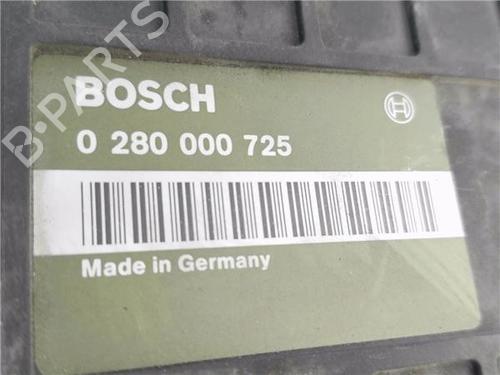 B-PARTS
BOSCH
0 280 000 725
Made in Germany